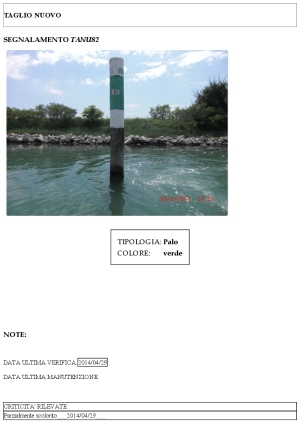 TAGLIO NUOVO
SEGNALAMENTO TANU82
TIPOLOGIA: Palo
COLORE: verde
NOTE:
DATA ULTIMA VERIFICA 2014/04/29
DATA ULTIMA MANUTENZIONE
CRITICITA' RILEVATE
Parzialmente scolorito 2014/04/29